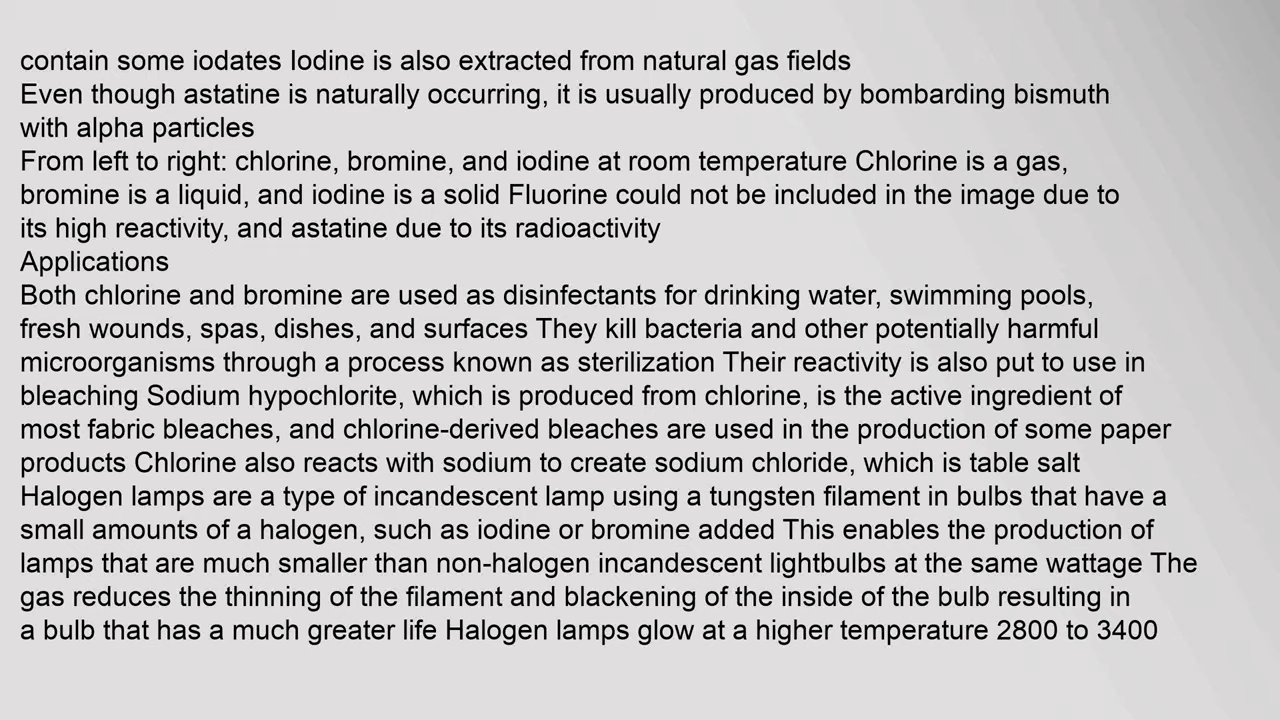 contain some iodates Iodine is also extracted from natural gas fields
Even though astatine is naturally occurring, it is usually produced by bombarding bismuth
with alpha particles
From left to right: chlorine, bromine, and iodine at room temperature Chlorine is a gas,
bromine is a liquid, and iodine is a solid Fluorine could not be included in the image due to
its high reactivity, and astatine due to its radioactivity
Applications
Both chlorine and bromine are used as disinfectants for drinking water, swimming pools,
fresh wounds, spas, dishes, and surfaces They kill bacteria and other potentially harmful
microorganisms through a process known as sterilization Their reactivity is also put to use in
bleaching Sodium hypochlorite, which is produced from chlorine, is the active ingredient of
most fabric bleaches, and chlorine-derived bleaches are used in the production of some paper
products Chlorine also reacts with sodium to create sodium chloride, which is table salt
Halogen lamps are a type of incandescent lamp using a tungsten filament in bulbs that have a
small amounts of a halogen, such as iodine or bromine added This enables the production of
lamps that are much smaller than non-halogen incandescent lightbulbs at the same wattage The
gas reduces the thinning of the filament and blackening of the inside of the bulb resulting in
a bulb that has a much greater life Halogen lamps glow at a higher temperature 2800 to 3400